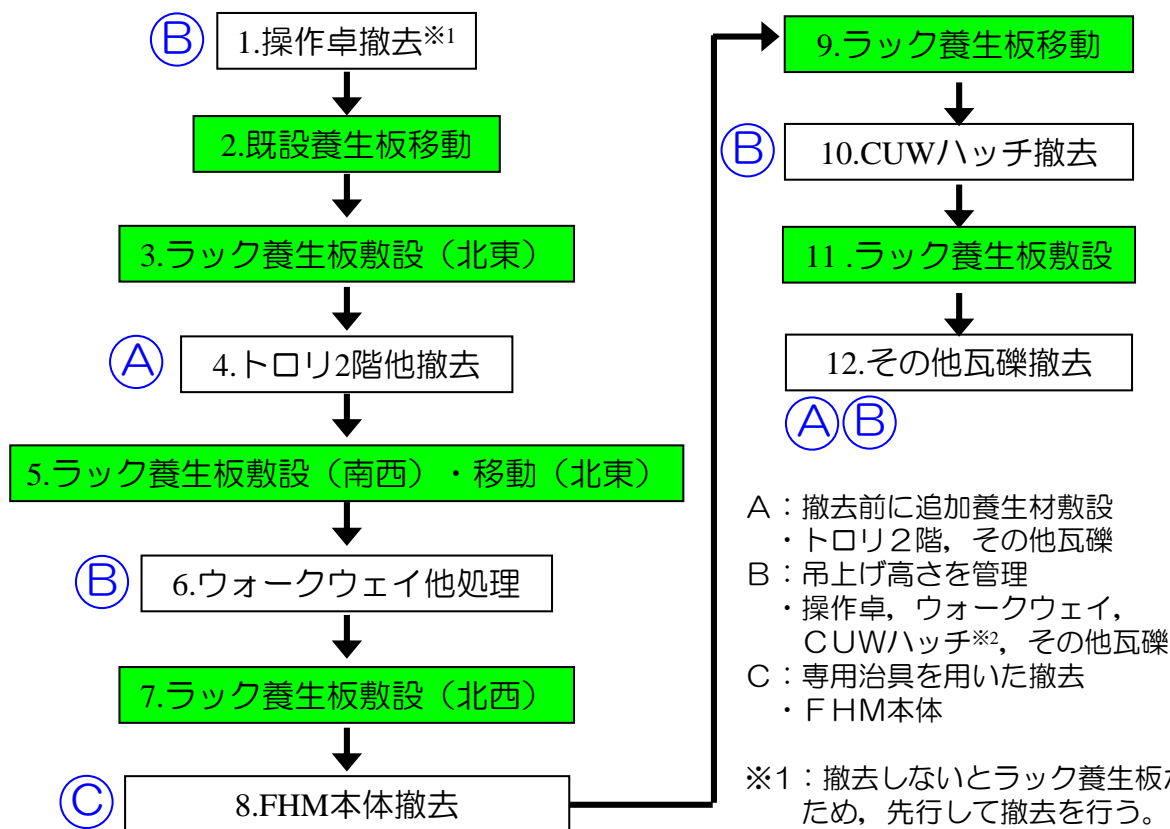 Ⓑ 1.操作卓撤去※1
2.既設養生板移動
3.ラック養生板敷設（北東）
Ⓐ 4.トロリ2階他撤去
5.ラック養生板敷設（南西）・移動（北東）
Ⓑ 6.ウォークウェイ他処理
7.ラック養生板敷設（北西）
Ⓒ 8.FHM本体撤去
9.ラック養生板移動
Ⓑ 10.CUWハッチ撤去
11.ラック養生板敷設
12.その他瓦礫撤去
ⒶⒷ
A：撤去前に追加養生材敷設
・トロリ２階，その他瓦礫
B：吊上げ高さを管理
・操作卓，ウォークウェイ，
ＣＵＷハッチ※2，その他瓦礫
C：専用治具を用いた撤去
・ＦＨＭ本体
※1：撤去しないとラック養生板が
ため，先行して撤去を行う。